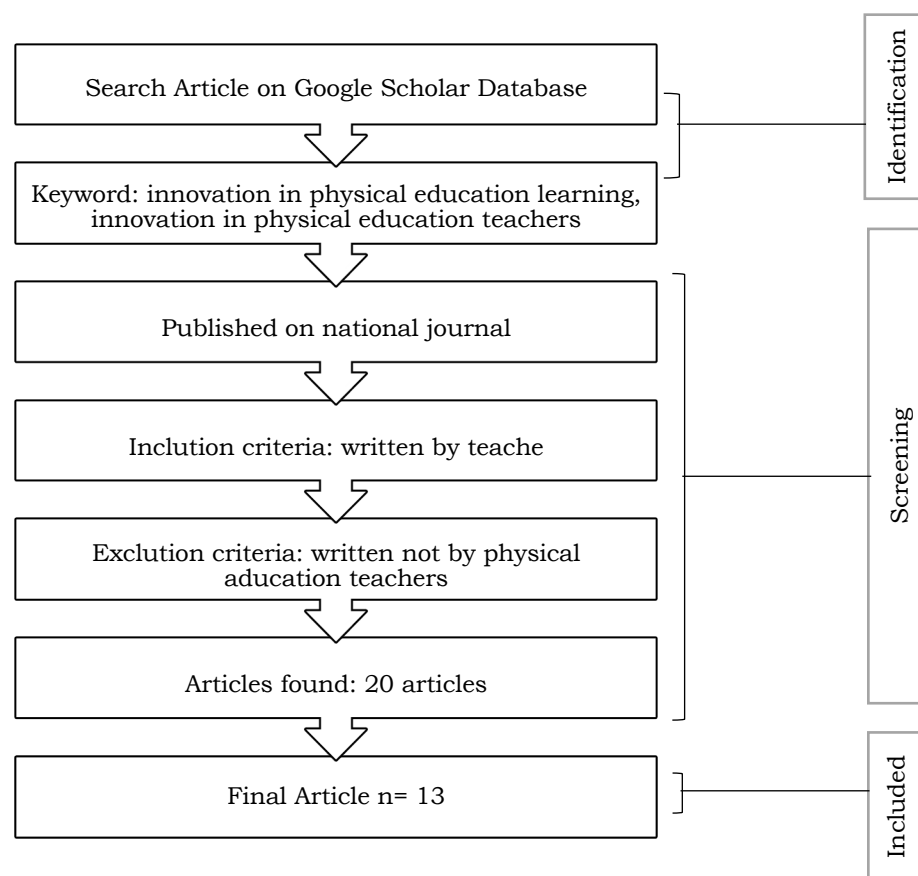 Search Article on Google Scholar Database
Identification
Keyword: innovation in physical education learning,
innovation in physical education teachers
Published on national journal
Inclution criteria: written by teache
Screening
Exclution criteria: written not by physical
aducation teachers
Articles found: 20 articles
Final Article n= 13
Included